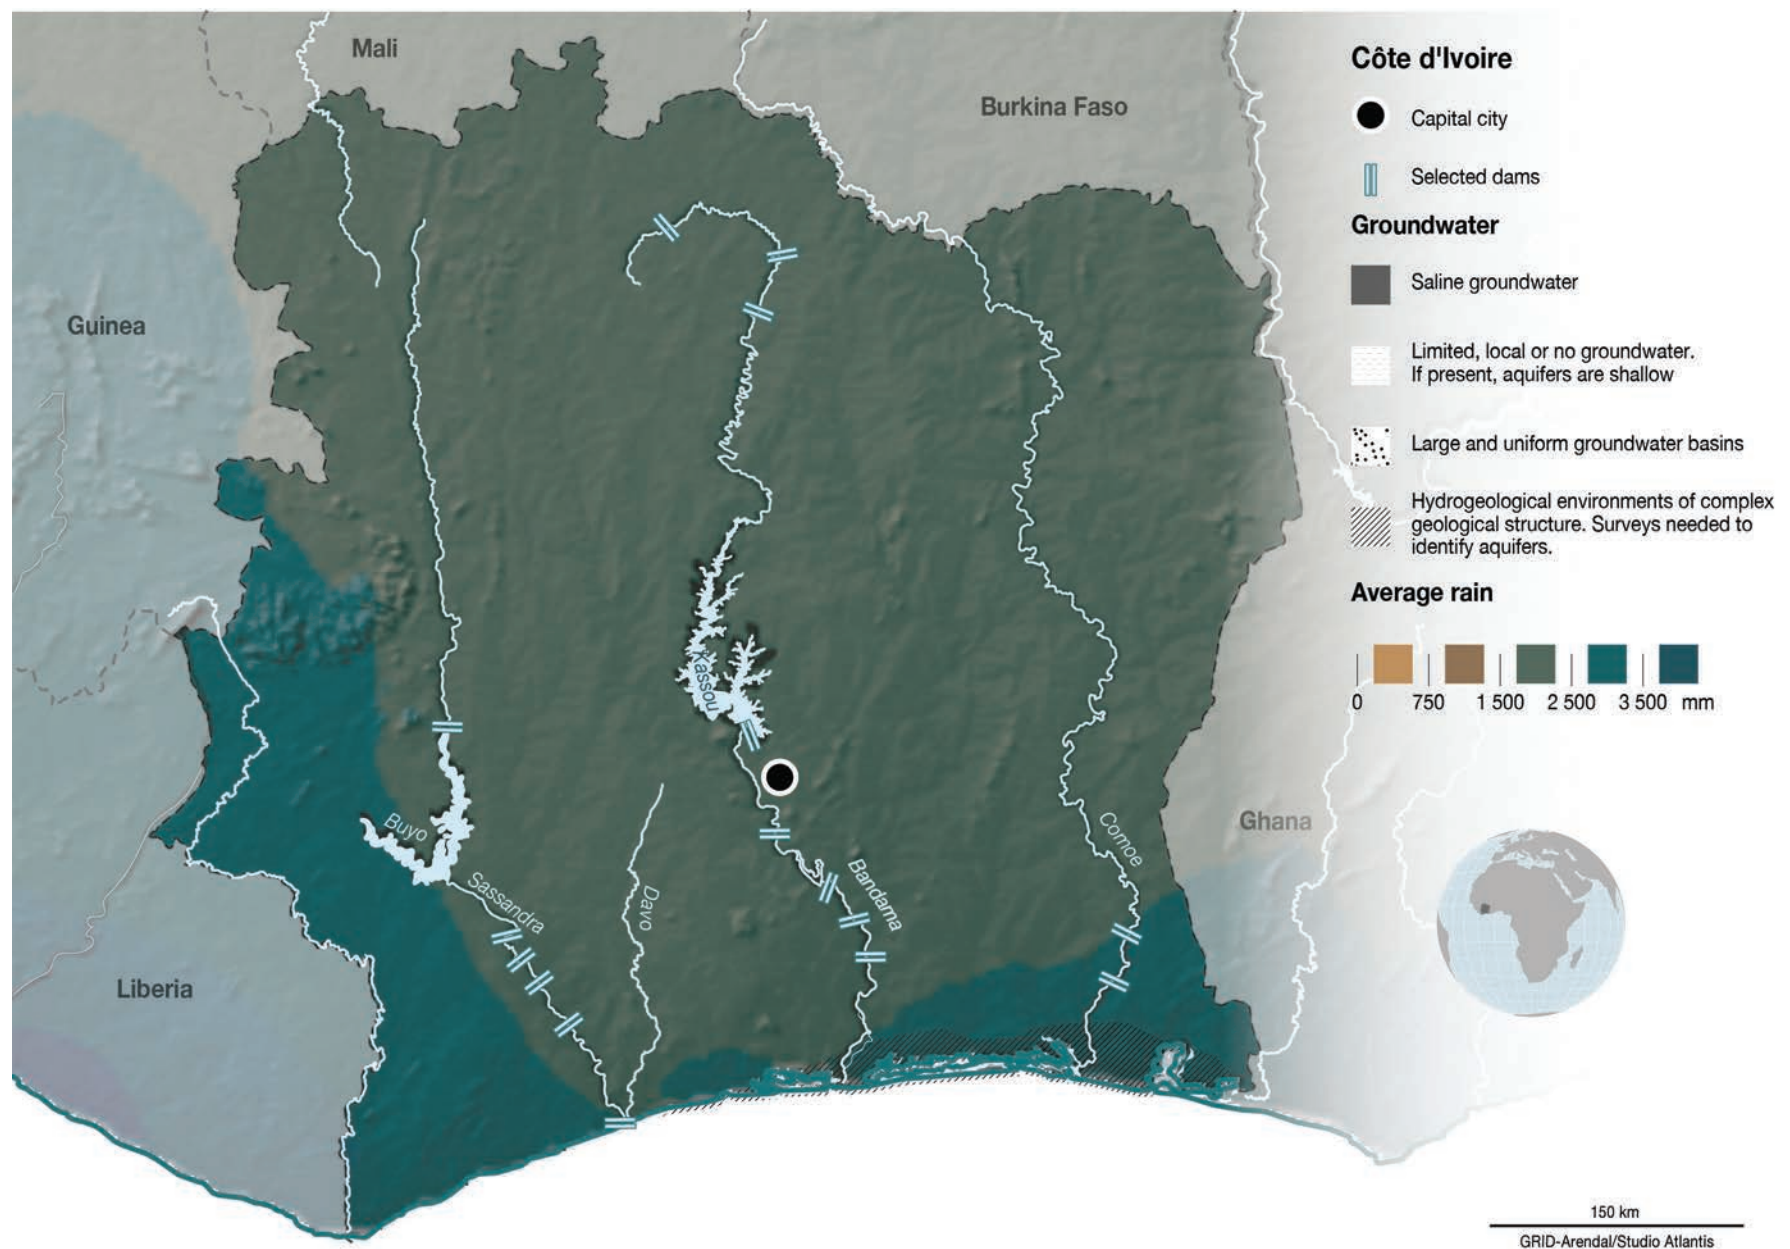 Mali
Burkina Faso
Guinea
Liberia
Ghana
Kassou
Buyo
Sassandra
Davo
Bandama
Comoe
Côte d'Ivoire
Capital city
Selected dams
Groundwater
Saline groundwater
Limited, local or no groundwater.
If present, aquifers are shallow
Large and uniform groundwater basins
Hydrogeological environments of complex
geological structure. Surveys needed to
identify aquifers.
Average rain
0 750 1 500 2 500 3 500 mm
150 km
GRID-Arendal/Studio Atlantis